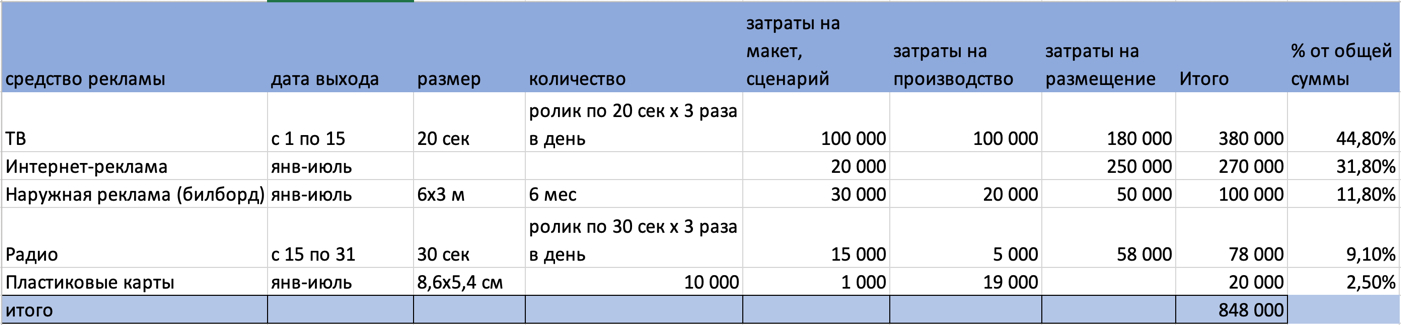 средство рекламы дата выхода размер количество затраты на макет, сценарий затраты на производство затраты на размещение Итого % от общей суммы
ТВ с 1 по 15 20 сек ролик по 20 сек х 3 раза в день 100 000 100 000 180 000 380 000 44,80%
Интернет-реклама янв-июль 20 000 250 000 270 000 31,80%
Наружная реклама (билборд) янв-июль 6х3 м 6 мес 30 000 20 000 50 000 100 000 11,80%
Радио с 15 по 31 30 сек ролик по 30 сек х 3 раза в день 15 000 5 000 58 000 78 000 9,10%
Пластиковые карты янв-июль 8,6х5,4 см 10 000 1 000 19 000 20 000 2,50%
итого 848 000